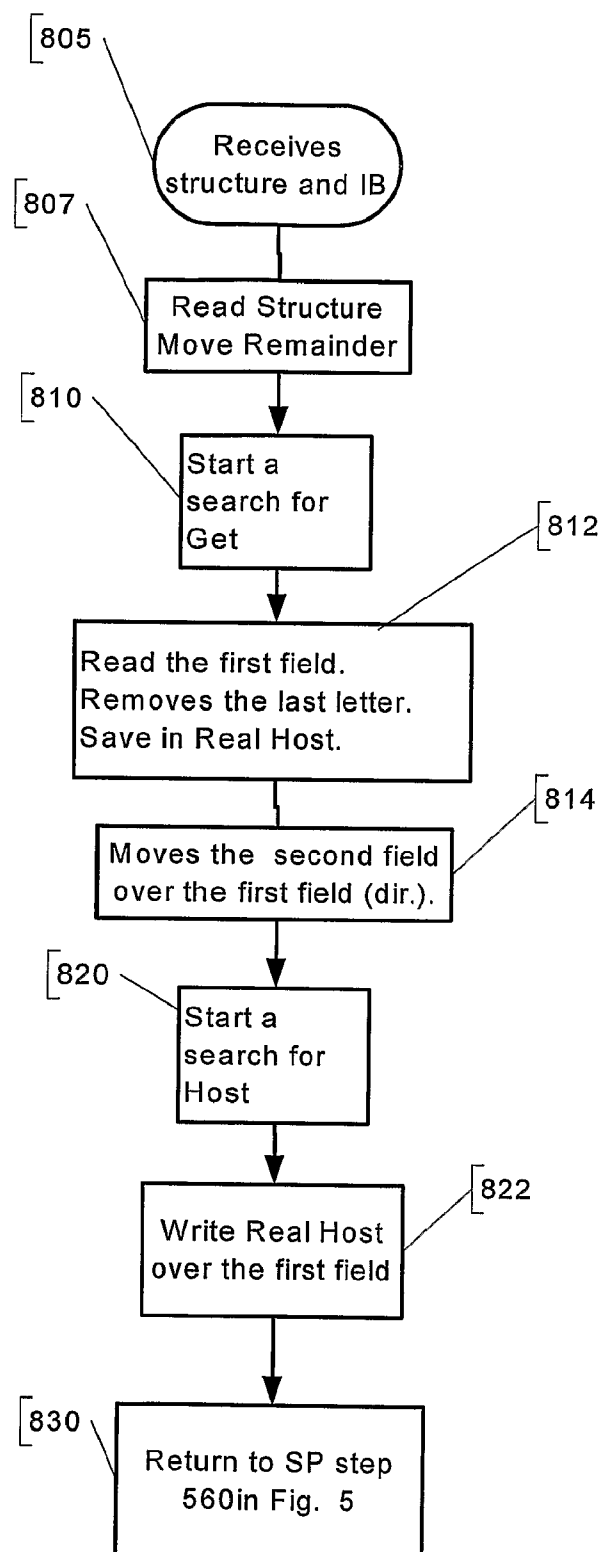 805
Receives
structure and IB
807
Read Structure
Move Remainder
810
Start a
search for
Get
812
Read the first field.
Removes the last letter.
Save in Real Host.
814
Moves the second field
over the first field (dir.).
820
Start a
search for
Host
822
Write Real Host
over the first field
830
Return to SP step
560in Fig. 5